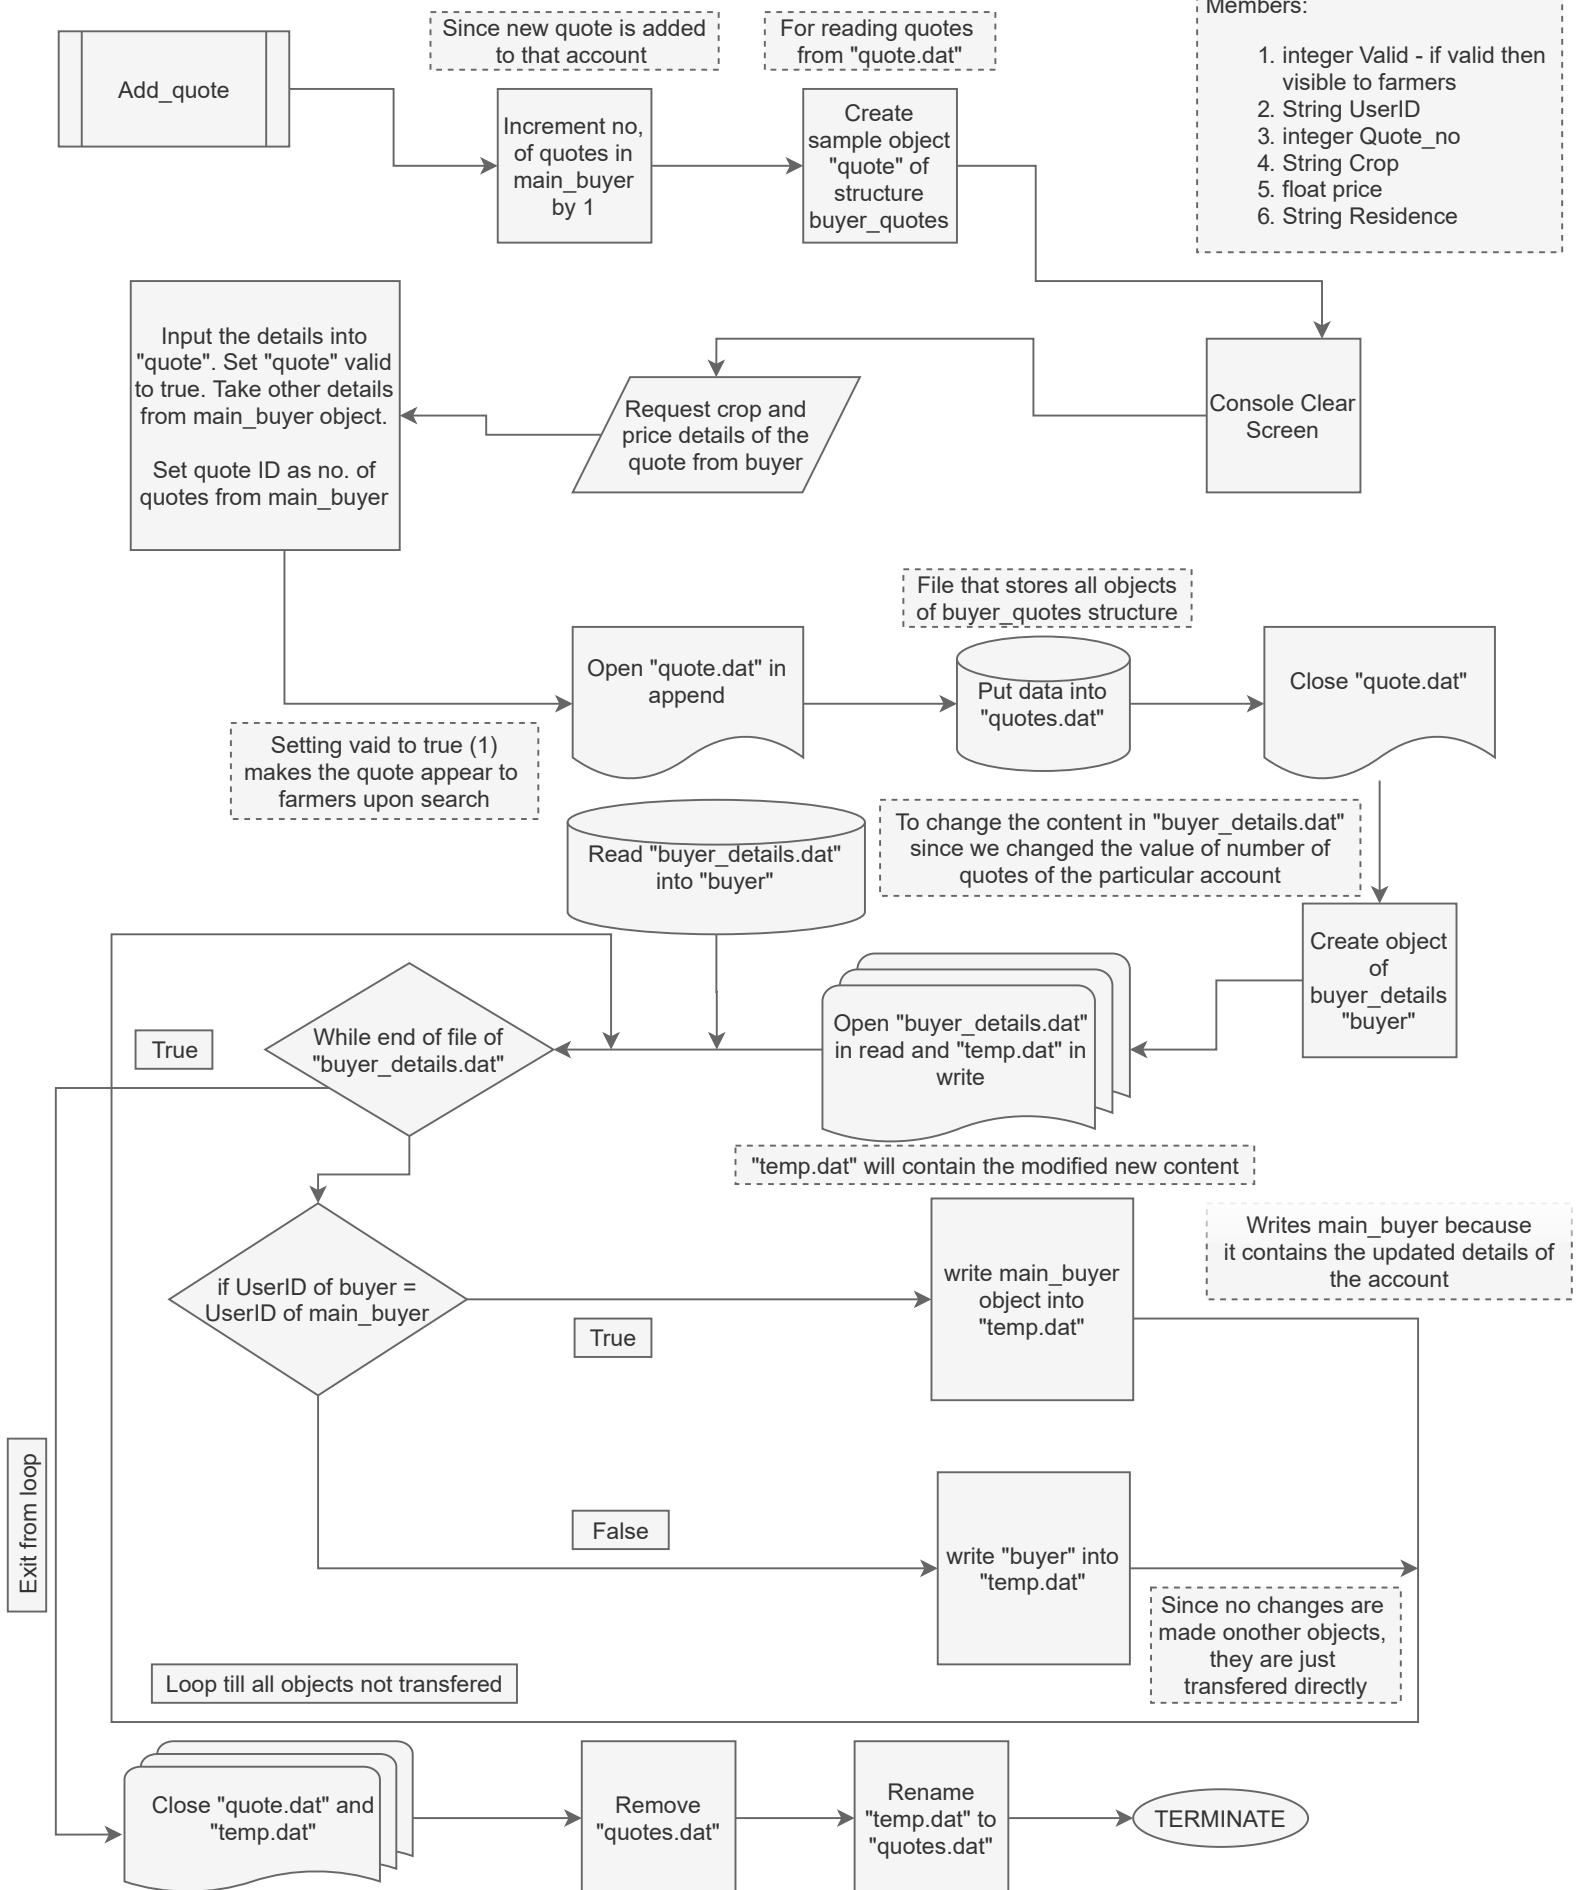 Members:
1. integer Valid - if valid then
visible to farmers
2. String UserID
3. integer Quote_no
4. String Crop
5. float price
6. String Residence
Since new quote is added
to that account
For reading quotes
from "quote.dat"
Add_quote
Increment no,
of quotes in
main_buyer
by 1
Create
sample object
"quote" of
structure
buyer_quotes
Input the details into
"quote". Set "quote" valid
to true. Take other details
from main_buyer object.
Set quote ID as no. of
quotes from main_buyer
Request crop and
price details of the
quote from buyer
Console Clear
Screen
File that stores all objects
of buyer_quotes structure
Open "quote.dat" in
append
Put data into
"quotes.dat"
Close "quote.dat"
Setting vaid to true (1)
makes the quote appear to
farmers upon search
Read "buyer_details.dat"
into "buyer"
To change the content in "buyer_details.dat"
since we changed the value of number of
quotes of the particular account
Create object
of
buyer_details
"buyer"
True
While end of file of
"buyer_details.dat"
Open "buyer_details.dat"
in read and "temp.dat" in
write
"temp.dat" will contain the modified new content
if UserID of buyer =
UserID of main_buyer
True
write main_buyer
object into
"temp.dat"
Writes main_buyer because
it contains the updated details of
the account
Exit from loop
False
write "buyer" into
"temp.dat"
Since no changes are
made onother objects,
they are just
transfered directly
Loop till all objects not transfered
Close "quote.dat" and
"temp.dat"
Remove
"quotes.dat"
Rename
"temp.dat" to
"quotes.dat"
TERMINATE